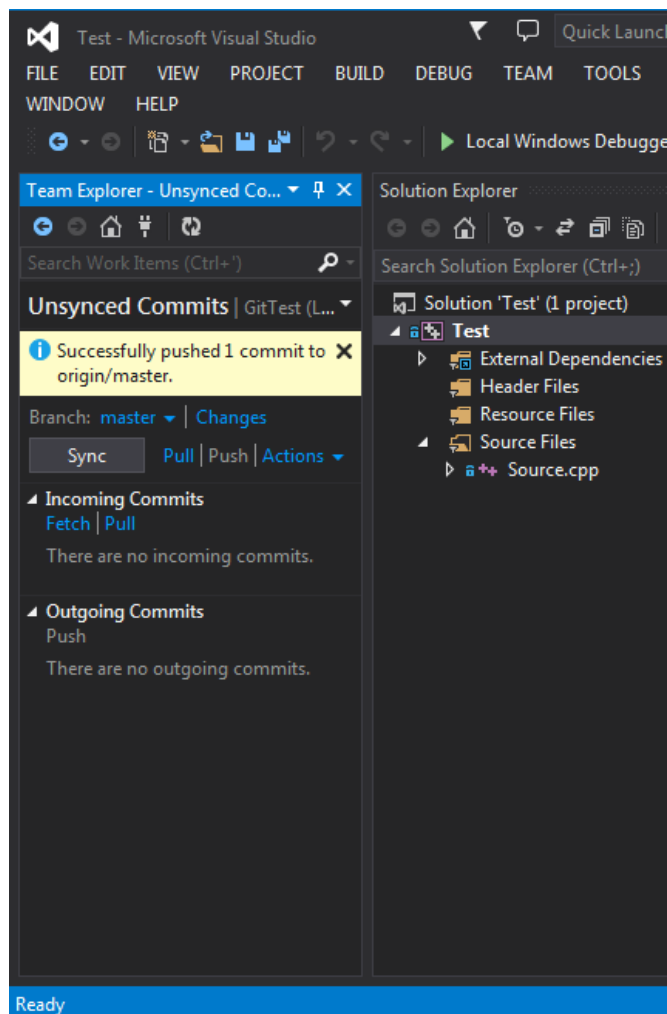 Test - Microsoft Visual Studio
Quick Launch
FILE EDIT VIEW PROJECT BUILD DEBUG TEAM TOOLS
WINDOW HELP
Local Windows Debugge
Team Explorer - Unsynced Co...
Search Work Items (Ctrl+')
Unsynced Commits | GitTest (L...
Successfully pushed 1 commit to
origin/master.
Branch: master | Changes
Sync Pull | Push | Actions
Incoming Commits
Fetch | Pull
There are no incoming commits.
Outgoing Commits
Push
There are no outgoing commits.
Solution Explorer
Search Solution Explorer (Ctrl+;)
Solution 'Test' (1 project)
Test
External Dependencies
Header Files
Resource Files
Source Files
Source.cpp
Ready